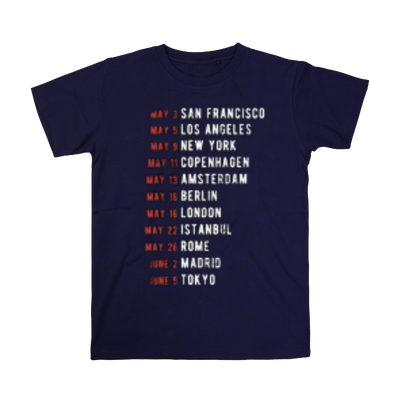 MAY 3 SAN FRANCISCO
MAY 5 LOS ANGELES
MAY 9 NEW YORK
MAY 11 COPENHAGEN
MAY 13 AMSTERDAM
MAY 15 BERLIN
MAY 16 LONDON
MAY 22 ISTANBUL
MAY 26 ROME
JUNE 2 MADRID
JUNE 5 TOKYO